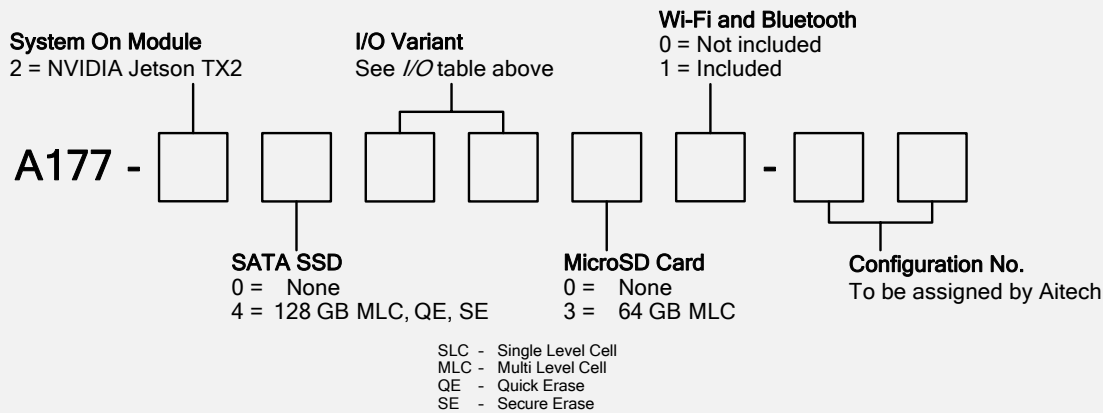 System On Module
2 = NVIDIA Jetson TX2
I/O Variant
See I/O table above
Wi-Fi and Bluetooth
0 = Not included
1 = Included
A177 - -
SATA SSD
0 = None
4 = 128 GB MLC, QE, SE
MicroSD Card
0 = None
3 = 64 GB MLC
Configuration No.
To be assigned by Aitech
SLC - Single Level Cell
MLC - Multi Level Cell
QE - Quick Erase
SE - Secure Erase